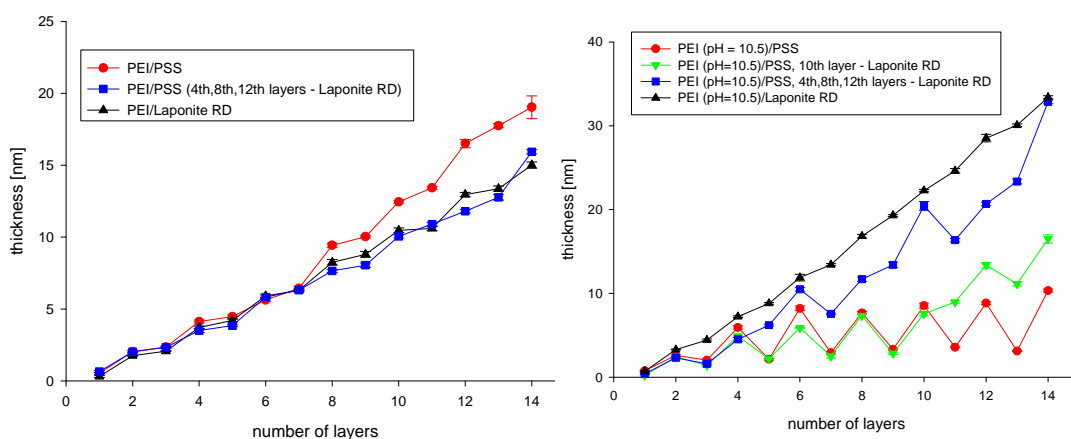 25
20
15
10
5
0
thickness [nm]
PEI/PSS
PEI/PSS (4th,8th,12th layers - Laponite RD)
PEI/Laponite RD
0 2 4 6 8 10 12 14
number of layers
40
30
20
10
0
thickness [nm]
PEI (pH = 10.5)/PSS
PEI (pH=10.5)/PSS, 10th layer - Laponite RD
PEI (pH=10.5)/PSS, 4th,8th,12th layers - Laponite RD
PEI (pH=10.5)/Laponite RD
0 2 4 6 8 10 12 14
number of layers